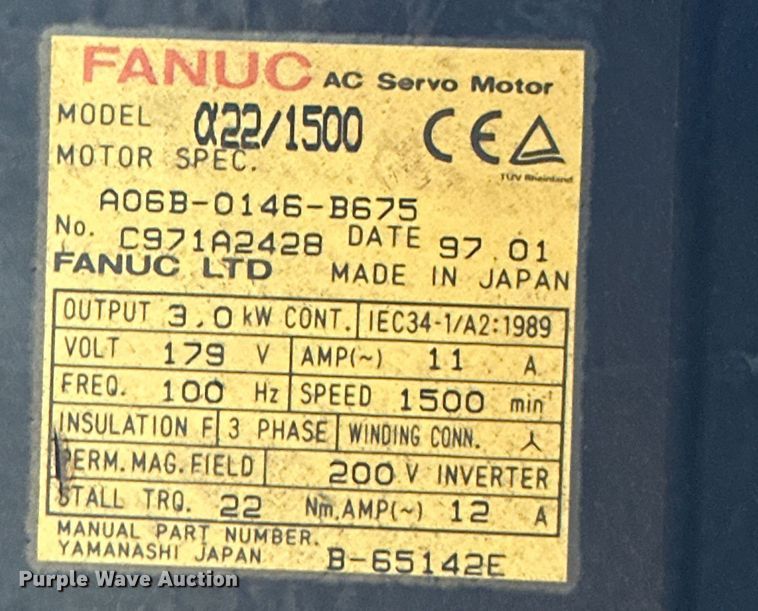 FANUC AC Servo Motor
MODEL α22/1500 CE
MOTOR SPEC. TÜV Rheinland
A06B-0146-B675
No. C971A2428 DATE 97.01
FANUC LTD MADE IN JAPAN
OUTPUT 3.0 kW CONT. IEC34-1/A2:1989
VOLT 179 V AMP(~) 11 A
FREQ. 100 Hz SPEED 1500 min⁻¹
INSULATION F 3 PHASE WINDING CONN. 人
PERM.MAG.FIELD 200 V INVERTER
STALL TRQ. 22 Nm.AMP(~) 12 A
MANUAL PART NUMBER.
YAMANASHI JAPAN B-65142E
Purple Wave Auction